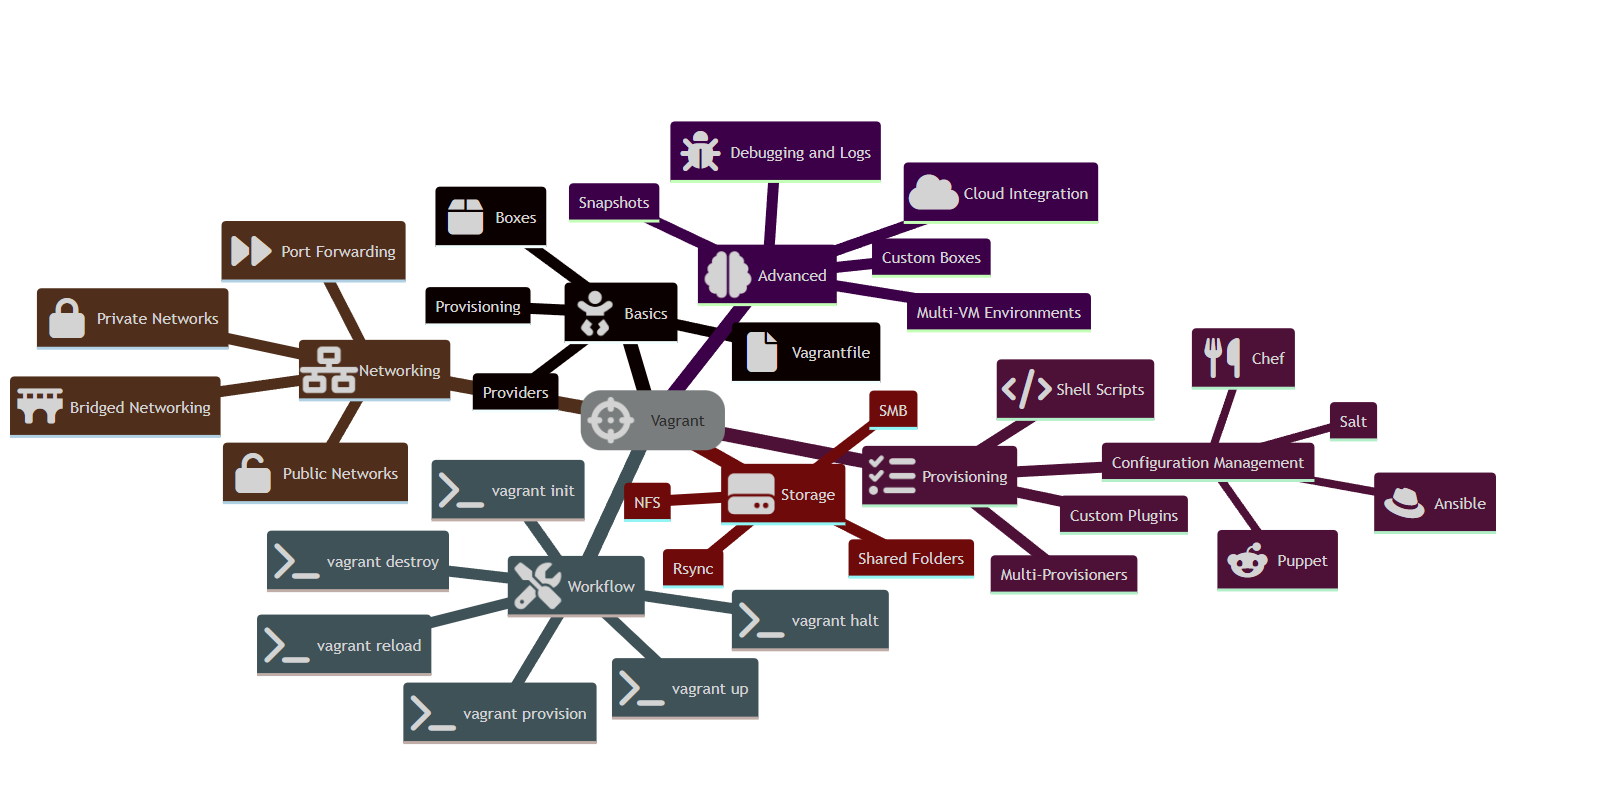 Debugging and Logs
Snapshots
Cloud Integration
Boxes
Port Forwarding
Custom Boxes
Advanced
Provisioning
Basics
Multi-VM Environments
Private Networks
Vagrantfile
Chef
Networking
Providers
Shell Scripts
Bridged Networking
SMB
Vagrant
Salt
Public Networks
Configuration Management
Provisioning
vagrant init
Storage
NFS
Ansible
Custom Plugins
vagrant destroy
Shared Folders
Puppet
Rsync
Multi-Provisioners
Workflow
vagrant halt
vagrant reload
vagrant up
vagrant provision